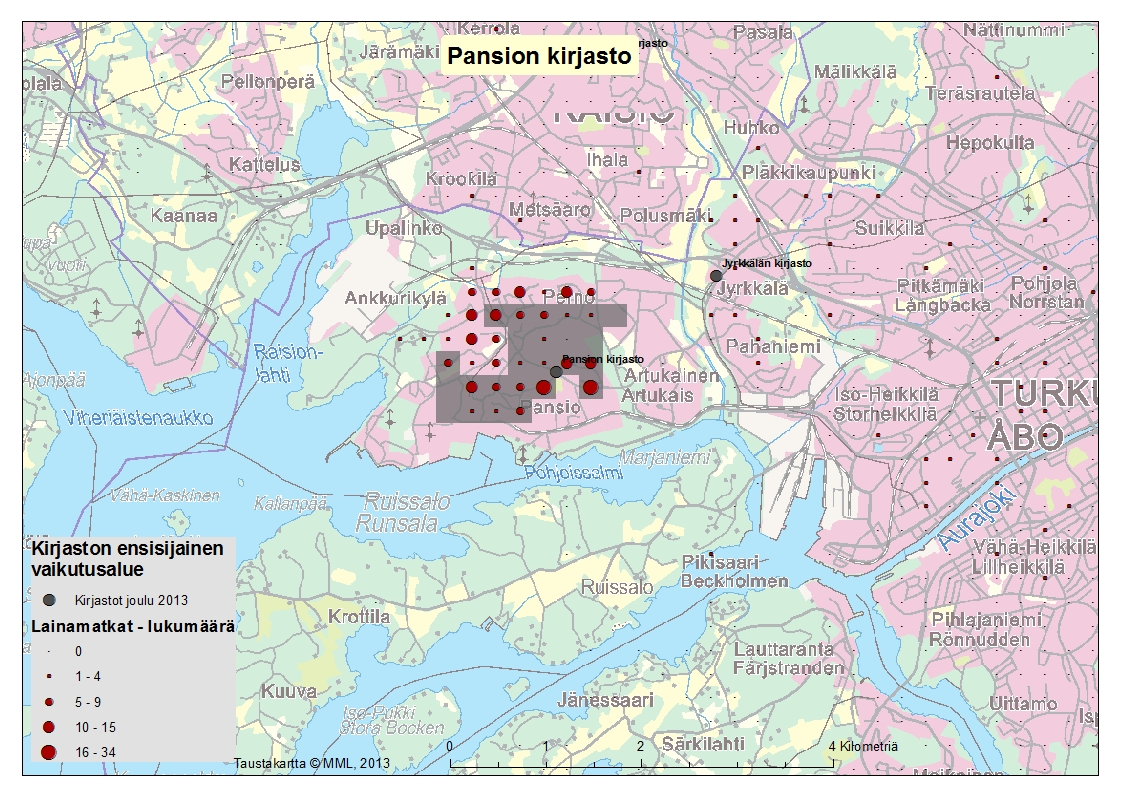 Kerrola
Pasala
Nättinummi
Järämäki
Pansion kirjasto
rjasto
Pellonperä
Mälikkälä
Teräsrautela
RAISIO
Huhko
Hepokulta
Kattelus
Krookila
Ihala
Pläkkikaupunki
Kaanaa
Metsäaro
Polusmäki
Upalinko
Suikkila
Jyrkkälän kirjasto
Jyrkkälä
Ankkurikylä
Perno
Pitkämäki
Långbacka
Pohjola
Norrstan
Raision-
lahti
Pahaniemi
Pansion kirjasto
Artukainen
Artukais
Iso-Heikkilä
Storheikkilä
Pansio
TURKU
ÅBO
Viheriäistenaukko
Pohjoisselmi
Marjaniemi
Vähä-Kaskinen
Kallanpää
Ruissalo
Runsala
Aurajoki
Vähä-Heikkilä
Lillheikkilä
Pikisaari
Beckholmen
Ruissalo
Krottila
Pihlajaniemi
Rönnudden
Lauttaranta
Färjstranden
Kuuva
Iso-Pukki
Stora Bocken
Jänessaari
Uittamo
Särkilahti
Kirjaston ensisijainen
vaikutusalue
Kirjastot joulu 2013
Lainamatkat - lukumäärä
0
1 - 4
5 - 9
10 - 15
16 - 34
0 1 2 4 Kilometriä
Taustakartta © MML, 2013